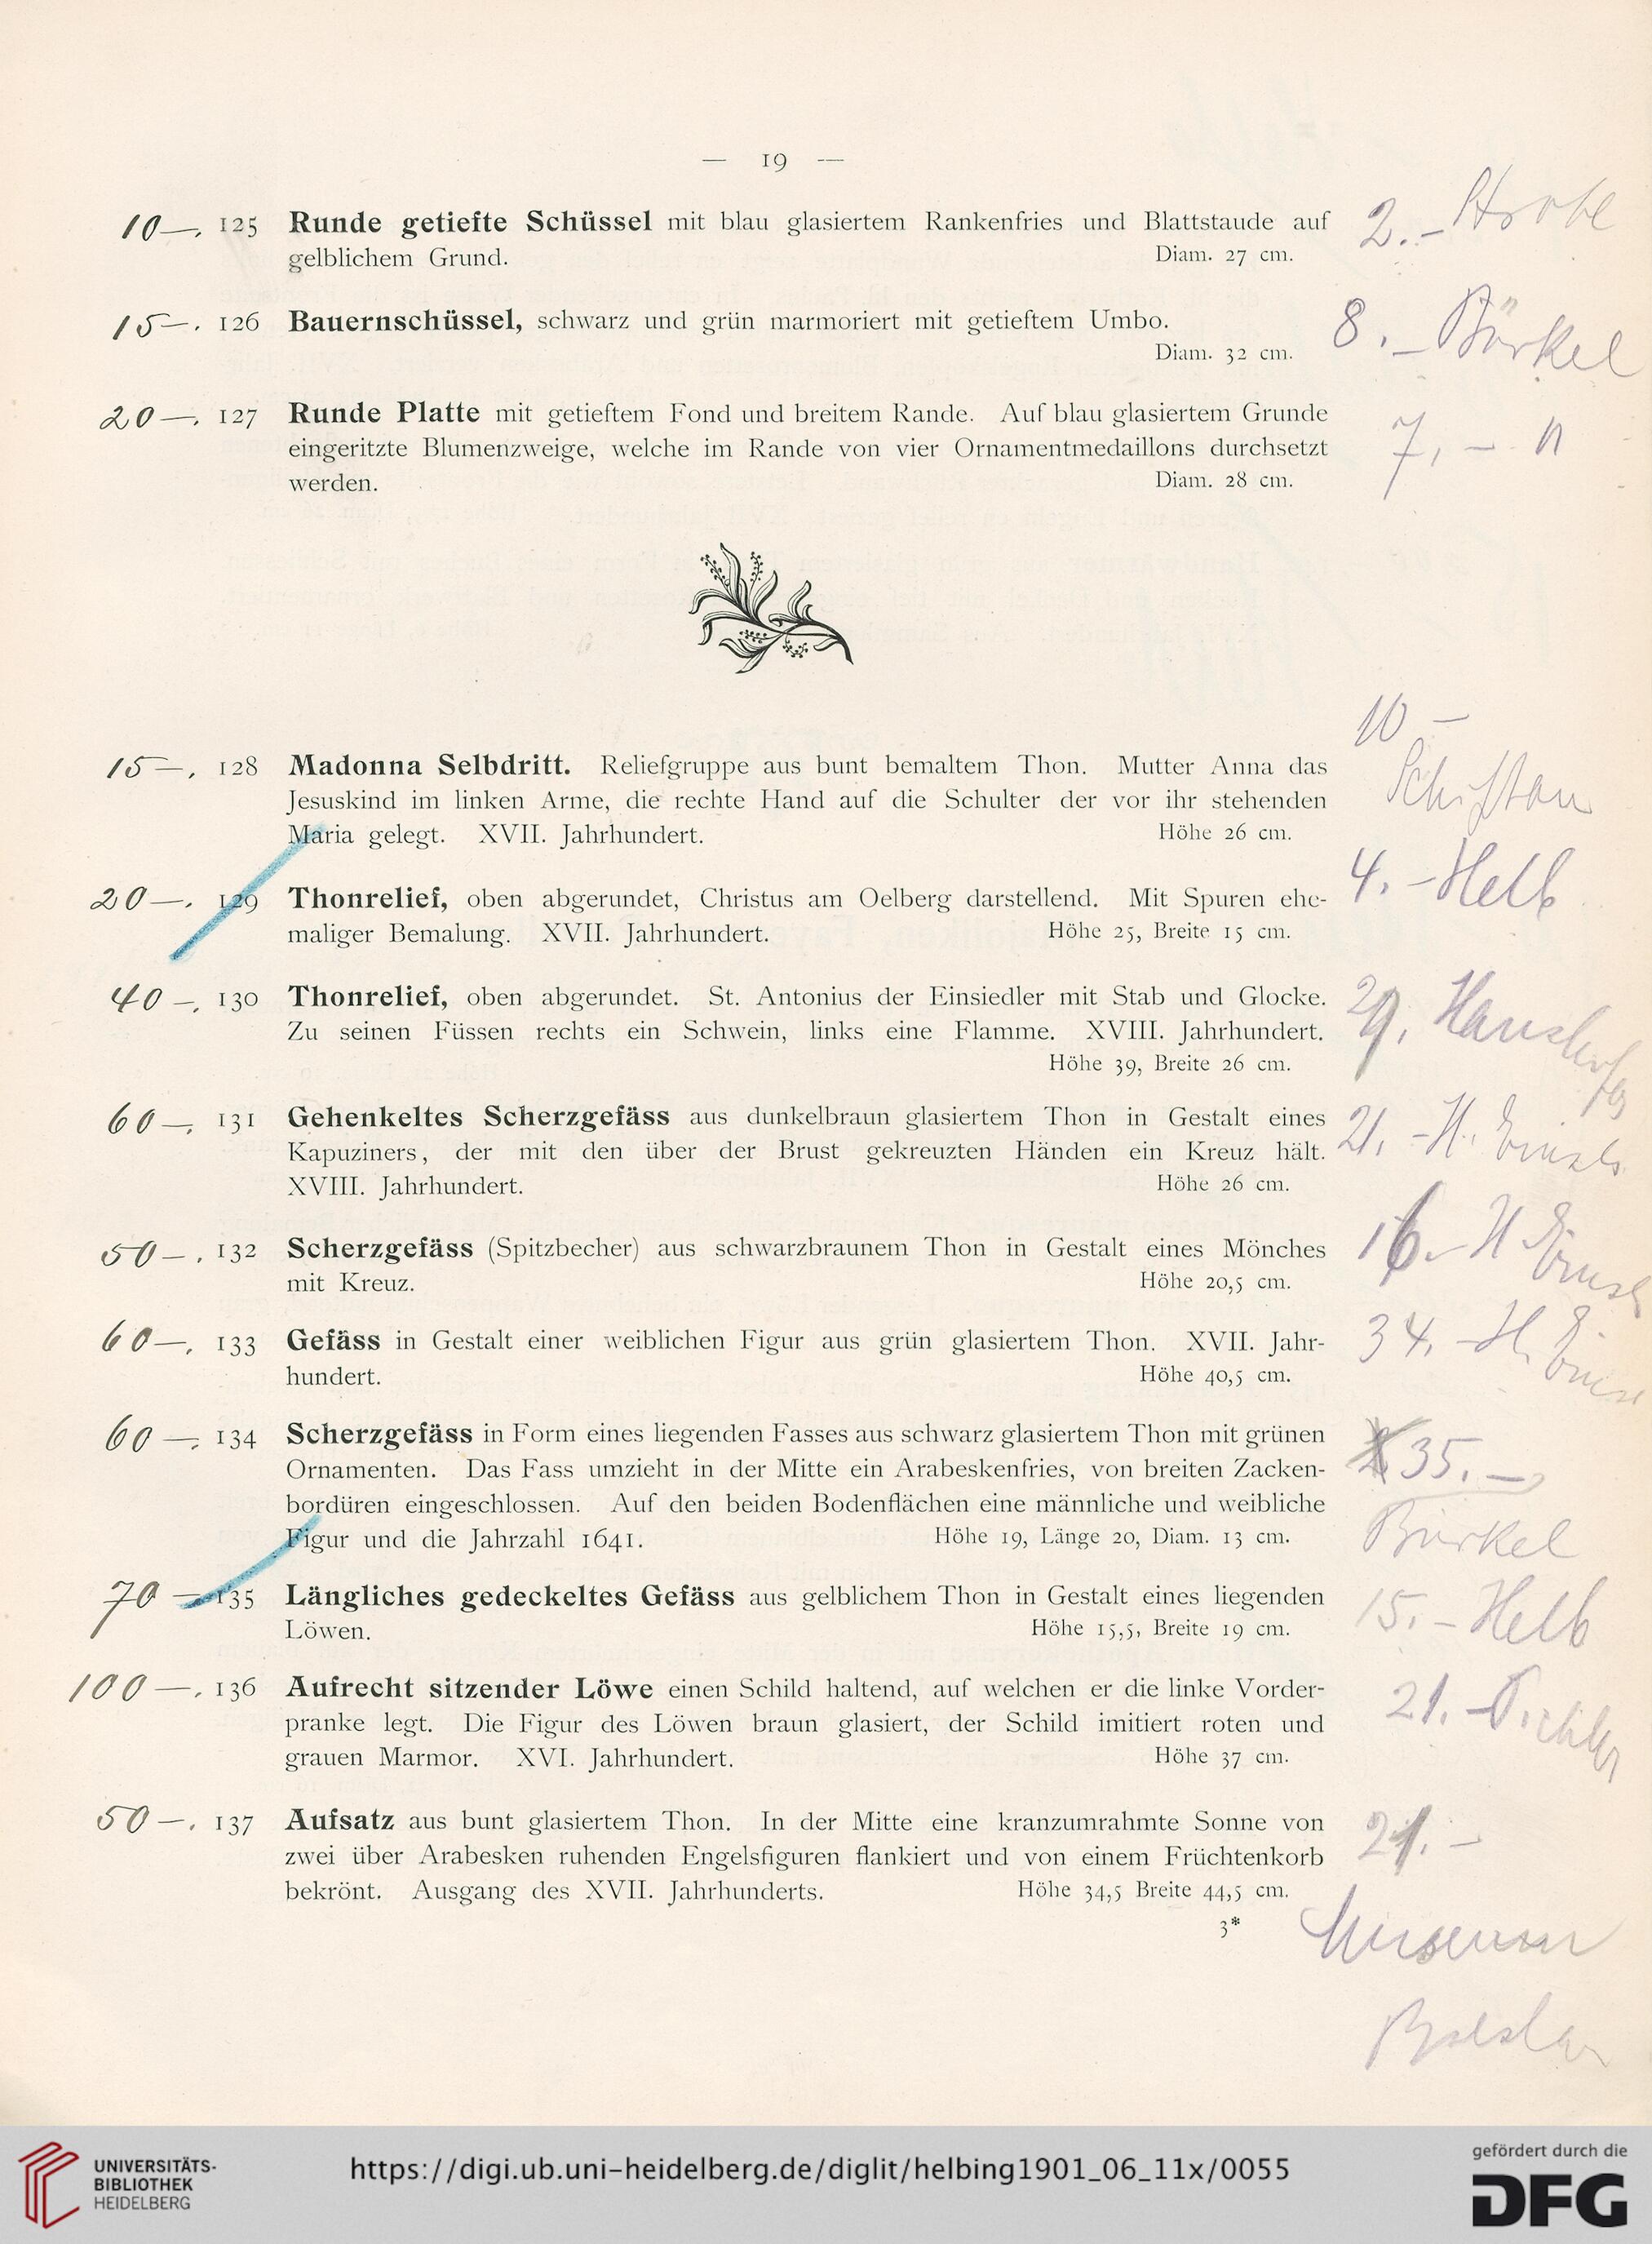 — 19 —
10—. 125 Runde getiefte Schüssel mit blau glasiertem Rankenfries und Blattstaude auf 2.-
gelblichem Grund. Diam. 27 cm.
15—. 126 Bauernschüssel, schwarz und grün marmoriert mit getieftem Umbo. 8.- Bürkel
Diam. 32 cm.
20—. 127 Runde Platte mit getieftem Fond und breitem Rande. Auf blau glasiertem Grunde 7.-
eingeritzte Blumenzweige, welche im Rande von vier Ornamentmedaillons durchsetzt
werden. Diam. 28 cm.
10 -
15—. 128 Madonna Selbdritt. Reliefgruppe aus bunt bemaltem Thon. Mutter Anna das
Jesuskind im linken Arme, die rechte Hand auf die Schulter der vor ihr stehenden
Maria gelegt. XVII. Jahrhundert. Höhe 26 cm.
20—. 129 Thonrelief, oben abgerundet, Christus am Oelberg darstellend. Mit Spuren ehe- 4.- Helb
maliger Bemalung. XVII. Jahrhundert. Höhe 25, Breite 15 cm.
40—. 130 Thonrelief, oben abgerundet. St. Antonius der Einsiedler mit Stab und Glocke.
Zu seinen Füssen rechts ein Schwein, links eine Flamme. XVIII. Jahrhundert.
Höhe 39, Breite 26 cm.
60—. 131 Gehenkeltes Scherzgefäss aus dunkelbraun glasiertem Thon in Gestalt eines 21.- H.
Kapuziners, der mit den über der Brust gekreuzten Händen ein Kreuz hält.
XVIII. Jahrhundert. Höhe 26 cm.
50—. 132 Scherzgefäss (Spitzbecher) aus schwarzbraunem Thon in Gestalt eines Mönches 16.- H
mit Kreuz. Höhe 20,5 cm.
60—. 133 Gefäss in Gestalt einer weiblichen Figur aus grün glasiertem Thon. XVII. Jahr- 34.- H.
hundert. Höhe 40,5 cm.
60—. 134 Scherzgefäss in Form eines liegenden Fasses aus schwarz glasiertem Thon mit grünen 35.—
Ornamenten. Das Fass umzieht in der Mitte ein Arabeskenfries, von breiten Zacken-
bordüren eingeschlossen. Auf den beiden Bodenflächen eine männliche und weibliche Bürkel
Figur und die Jahrzahl 1641. Höhe 19, Länge 20, Diam. 13 cm.
70— 135 Längliches gedeckeltes Gefäss aus gelblichem Thon in Gestalt eines liegenden 15.- Helb
Löwen. Höhe 15,5, Breite 19 cm.
100—. 136 Aufrecht sitzender Löwe einen Schild haltend, auf welchen er die linke Vorder- 21.- Pichler
pranke legt. Die Figur des Löwen braun glasiert, der Schild imitiert roten und
grauen Marmor. XVI. Jahrhundert. Höhe 37 cm.
50—. 137 Aufsatz aus bunt glasiertem Thon. In der Mitte eine kranzumrahmte Sonne von 21.-
zwei über Arabesken ruhenden Engelsfiguren flankiert und von einem Früchtenkorb
bekrönt. Ausgang des XVII. Jahrhunderts. Höhe 34,5 Breite 44,5 cm.
3*
Museum
UNIVERSITÄTS-
BIBLIOTHEK
HEIDELBERG
https://digi.ub.uni-heidelberg.de/diglit/helbing1901_06_11x/0055
gefördert durch die
DFG